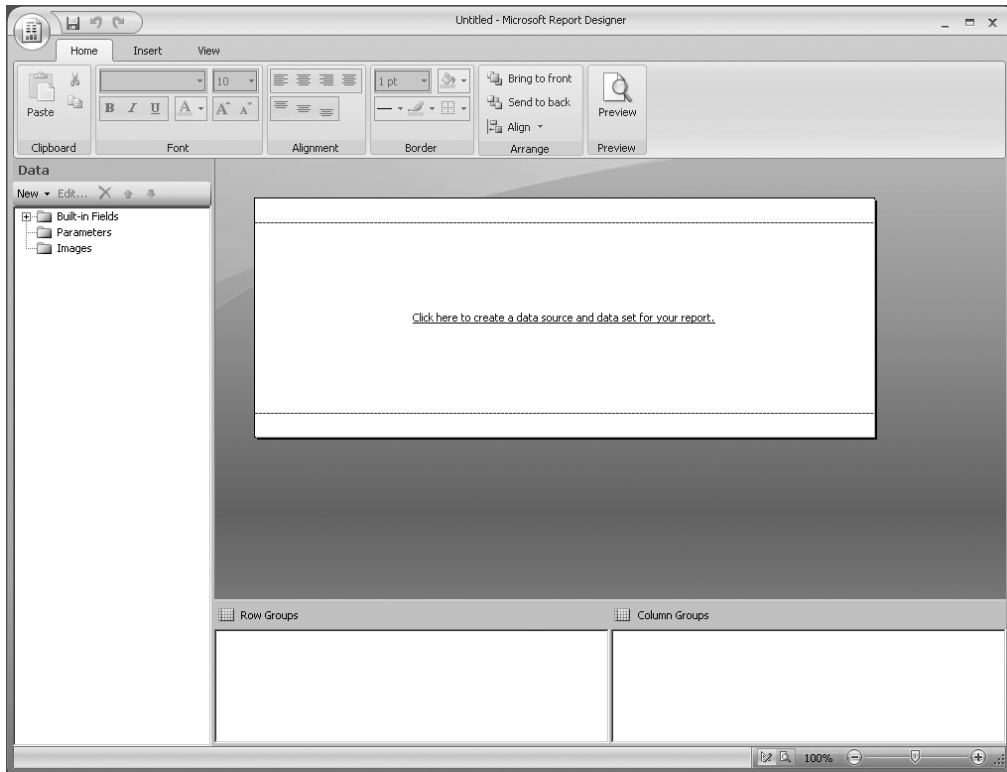 Untitled - Microsoft Report Designer
Home Insert View
Paste
10
B I U A A A
1 pt
Bring to front
Send to back
Align
Preview
Clipboard Font Alignment Border Arrange Preview
Data
New Edit...
Built-in Fields
Parameters
Images
Click here to create a data source and data set for your report.
Row Groups Column Groups
100%